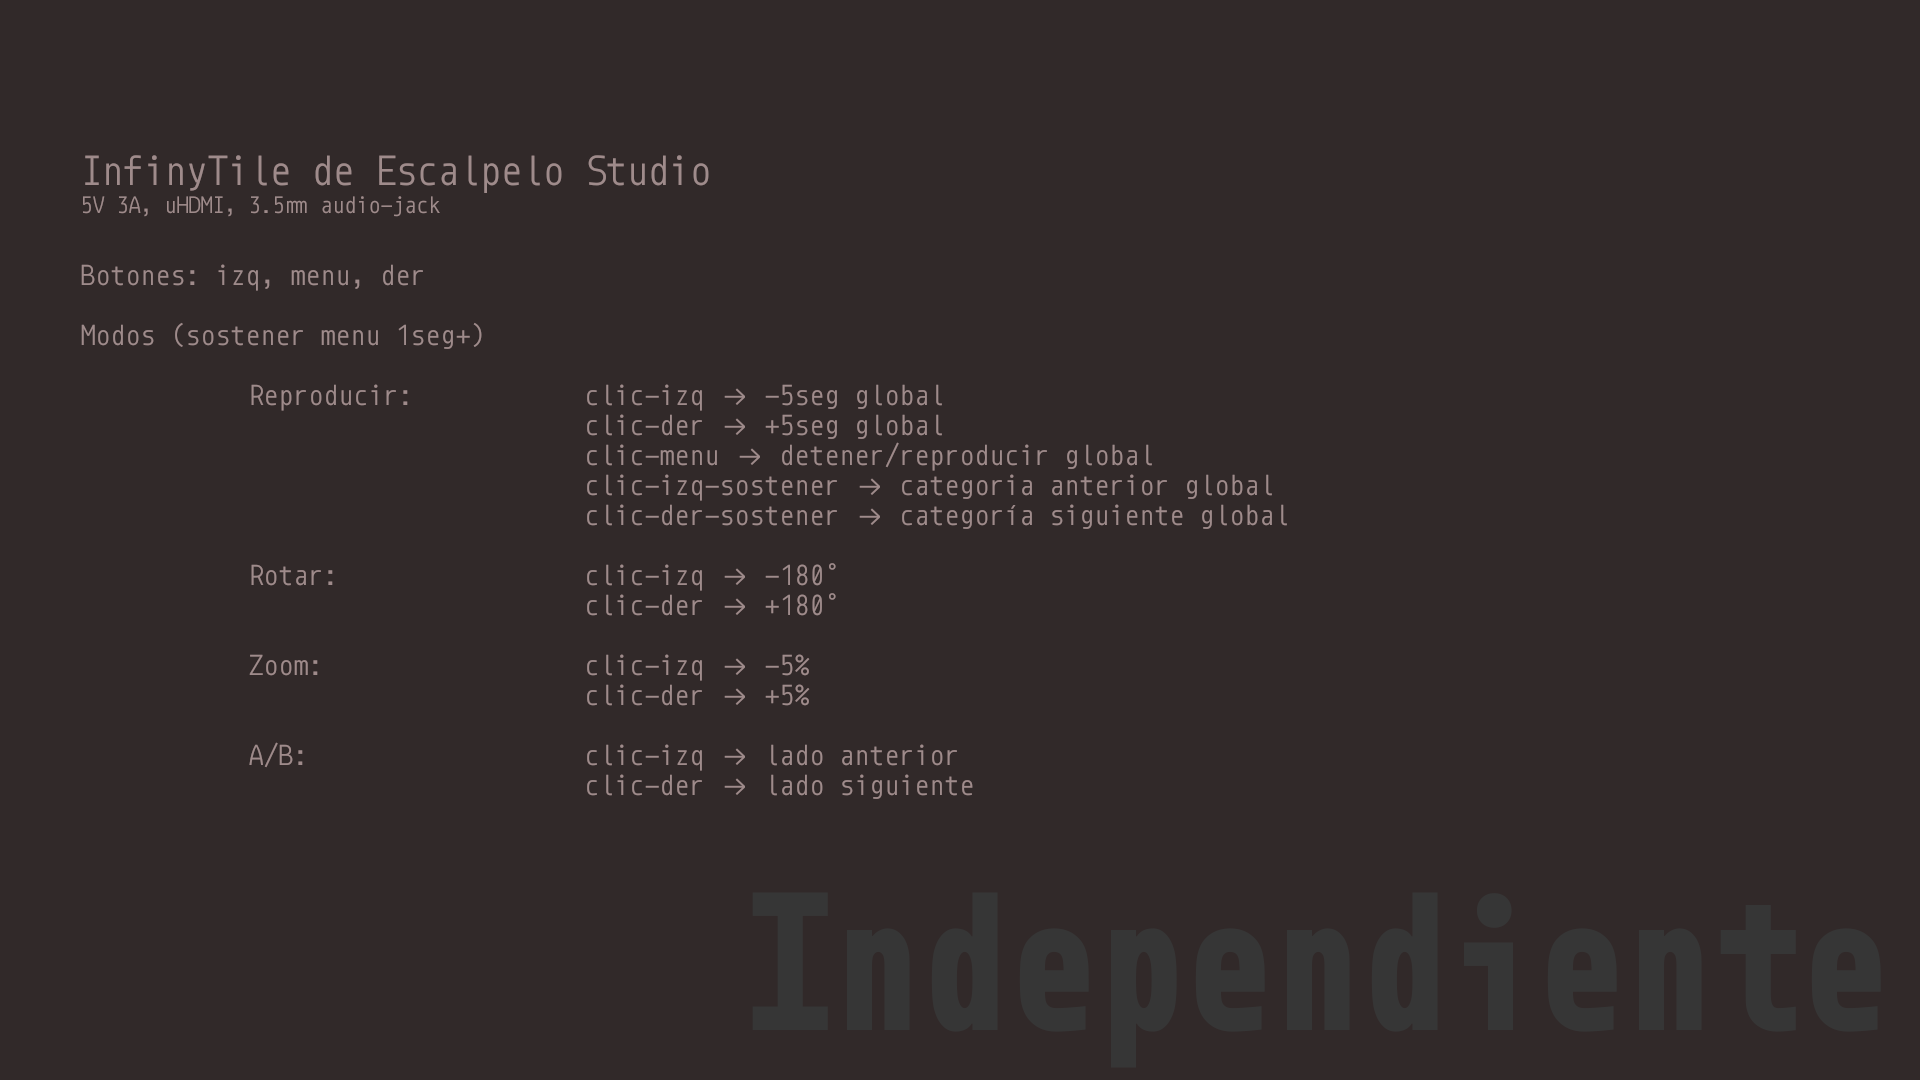 InfinyTile de Escalpelo Studio
5V 3A, uHDMI, 3.5mm audio-jack
Botones: izq, menu, der
Modos (sostener menu 1seg+)
Reproducir: clic-izq → -5seg global
clic-der → +5seg global
clic-menu → detener/reproducir global
clic-izq-sostener → categoria anterior global
clic-der-sostener → categoría siguiente global
Rotar: clic-izq → -180°
clic-der → +180°
Zoom: clic-izq → -5%
clic-der → +5%
A/B: clic-izq → lado anterior
clic-der → lado siguiente
Independiente